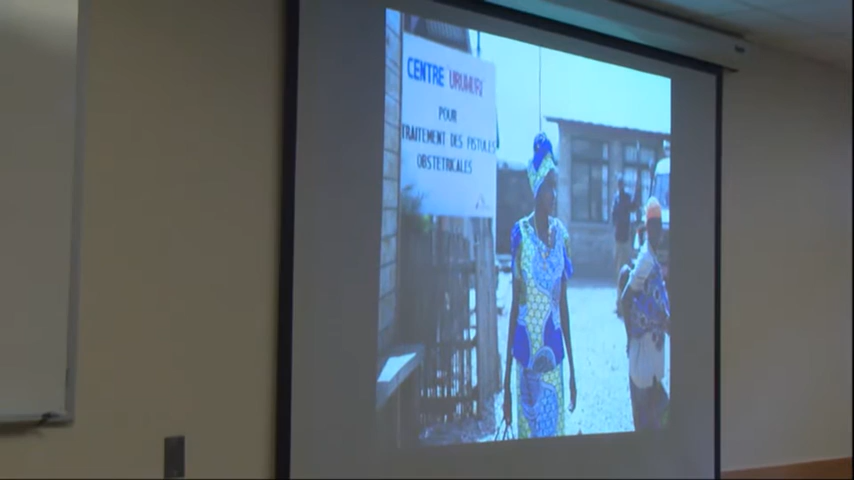 CENTRE "URUMURI"
POUR
TRAITEMENT DES FISTULES
OBSTETRICALES